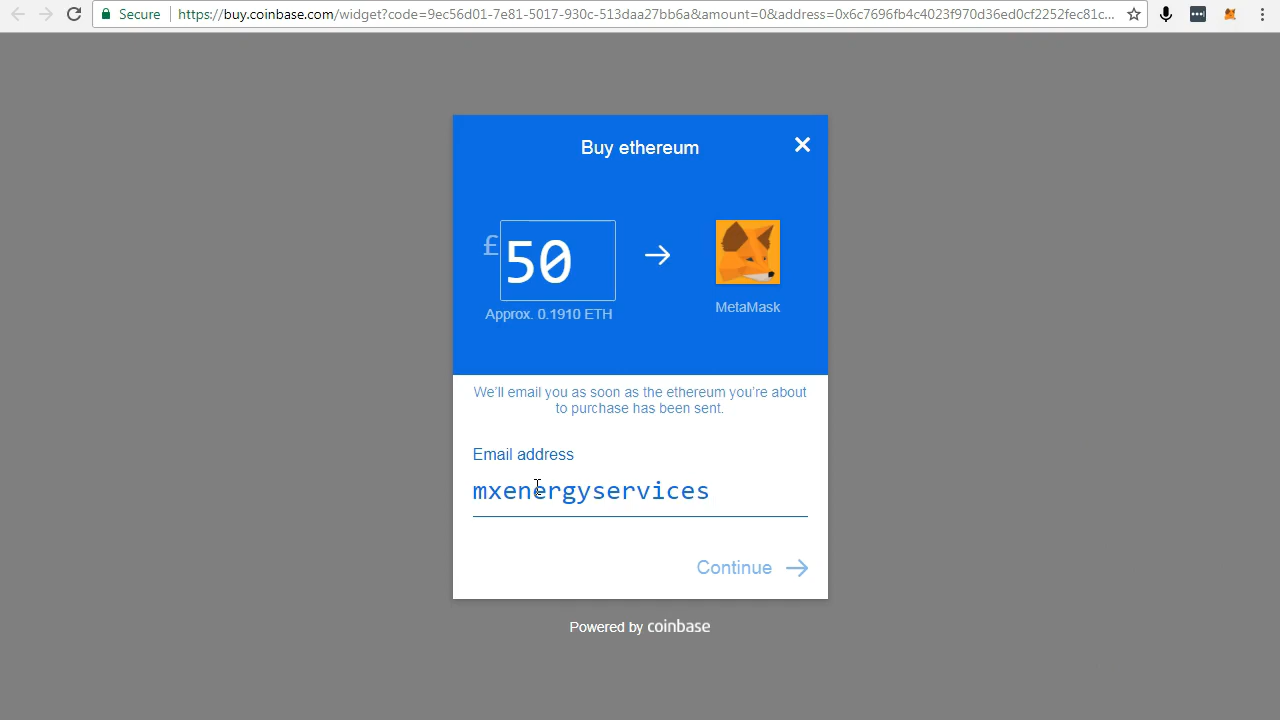 Secure https://buy.coinbase.com/widget?code=9ec56d01-7e81-5017-930c-513daa27bb6a&amount=0&address=0x6c7696fb4c4023f970d36ed0cf2252fec81c...
Buy ethereum
£ 50
Approx. 0.1910 ETH
MetaMask
We'll email you as soon as the ethereum you're about
to purchase has been sent.
Email address
mxenergyservices
Continue
Powered by coinbase